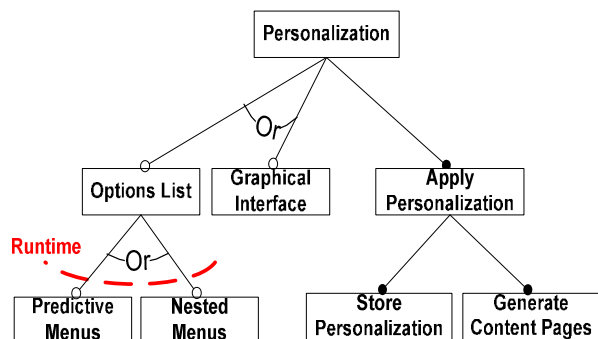 Personalization
Or
Options List
Graphical
Interface
Apply
Personalization
Runtime
Or
Predictive
Menus
Nested
Menus
Store
Personalization
Generate
Content Pages